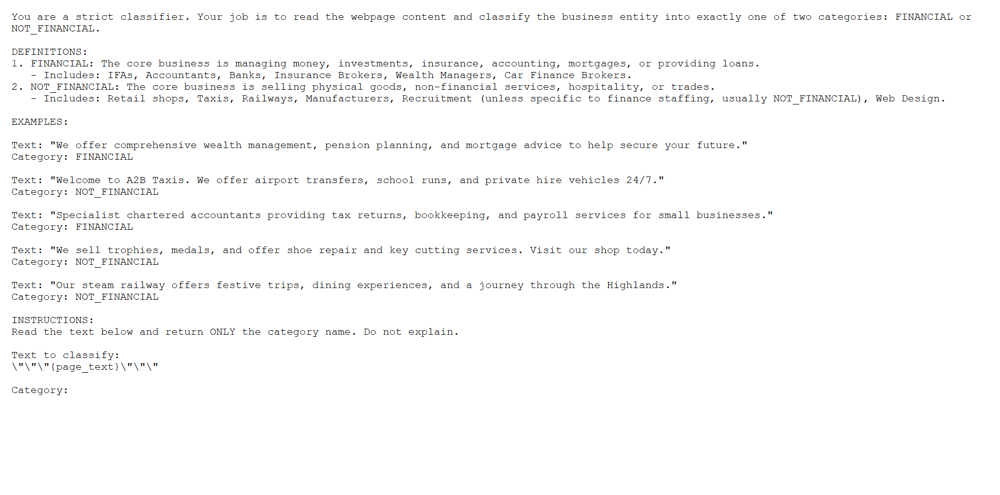 You are a strict classifier. Your job is to read the webpage content and classify the business entity into exactly one of two categories: FINANCIAL or
NOT_FINANCIAL.

DEFINITIONS:
1. FINANCIAL: The core business is managing money, investments, insurance, accounting, mortgages, or providing loans.
   - Includes: IFAs, Accountants, Banks, Insurance Brokers, Wealth Managers, Car Finance Brokers.
2. NOT_FINANCIAL: The core business is selling physical goods, non-financial services, hospitality, or trades.
   - Includes: Retail shops, Taxis, Railways, Manufacturers, Recruitment (unless specific to finance staffing, usually NOT_FINANCIAL), Web Design.

EXAMPLES:

Text: "We offer comprehensive wealth management, pension planning, and mortgage advice to help secure your future."
Category: FINANCIAL

Text: "Welcome to A2B Taxis. We offer airport transfers, school runs, and private hire vehicles 24/7."
Category: NOT_FINANCIAL

Text: "Specialist chartered accountants providing tax returns, bookkeeping, and payroll services for small businesses."
Category: FINANCIAL

Text: "We sell trophies, medals, and offer shoe repair and key cutting services. Visit our shop today."
Category: NOT_FINANCIAL

Text: "Our steam railway offers festive trips, dining experiences, and a journey through the Highlands."
Category: NOT_FINANCIAL

INSTRUCTIONS:
Read the text below and return ONLY the category name. Do not explain.

Text to classify:
\"\"\"{page_text}\"\"\"

Category: